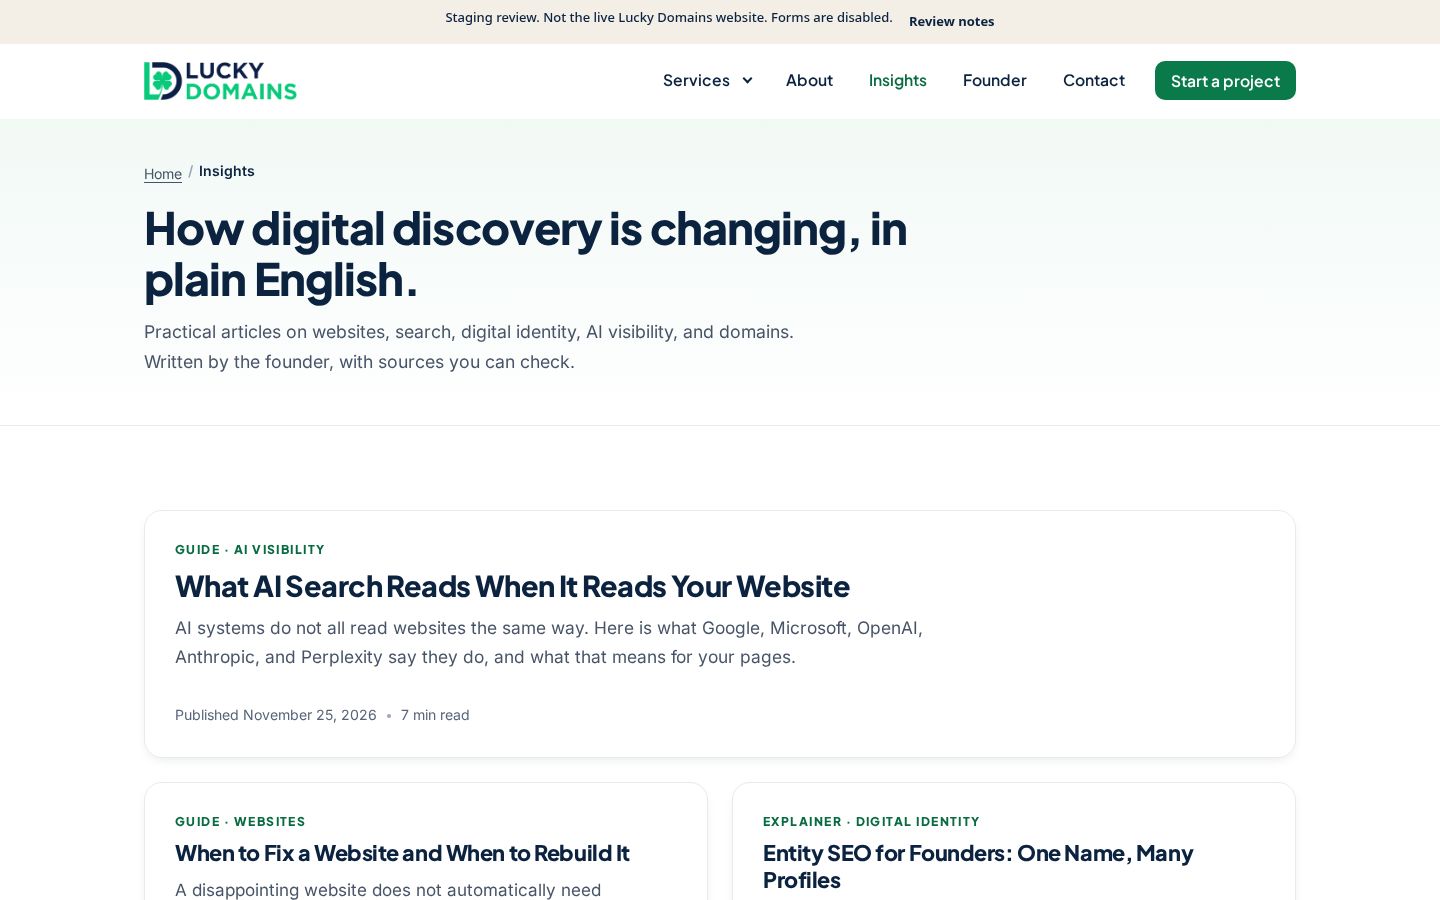 Staging review. Not the live Lucky Domains website. Forms are disabled. Review notes
LUCKY
DOMAINS
Services About Insights Founder Contact Start a project
Home / Insights
How digital discovery is changing, in
plain English.
Practical articles on websites, search, digital identity, AI visibility, and domains.
Written by the founder, with sources you can check.
GUIDE · AI VISIBILITY
What AI Search Reads When It Reads Your Website
AI systems do not all read websites the same way. Here is what Google, Microsoft, OpenAI,
Anthropic, and Perplexity say they do, and what that means for your pages.
Published November 25, 2026 • 7 min read
GUIDE · WEBSITES
When to Fix a Website and When to Rebuild It
A disappointing website does not automatically need
EXPLAINER · DIGITAL IDENTITY
Entity SEO for Founders: One Name, Many
Profiles